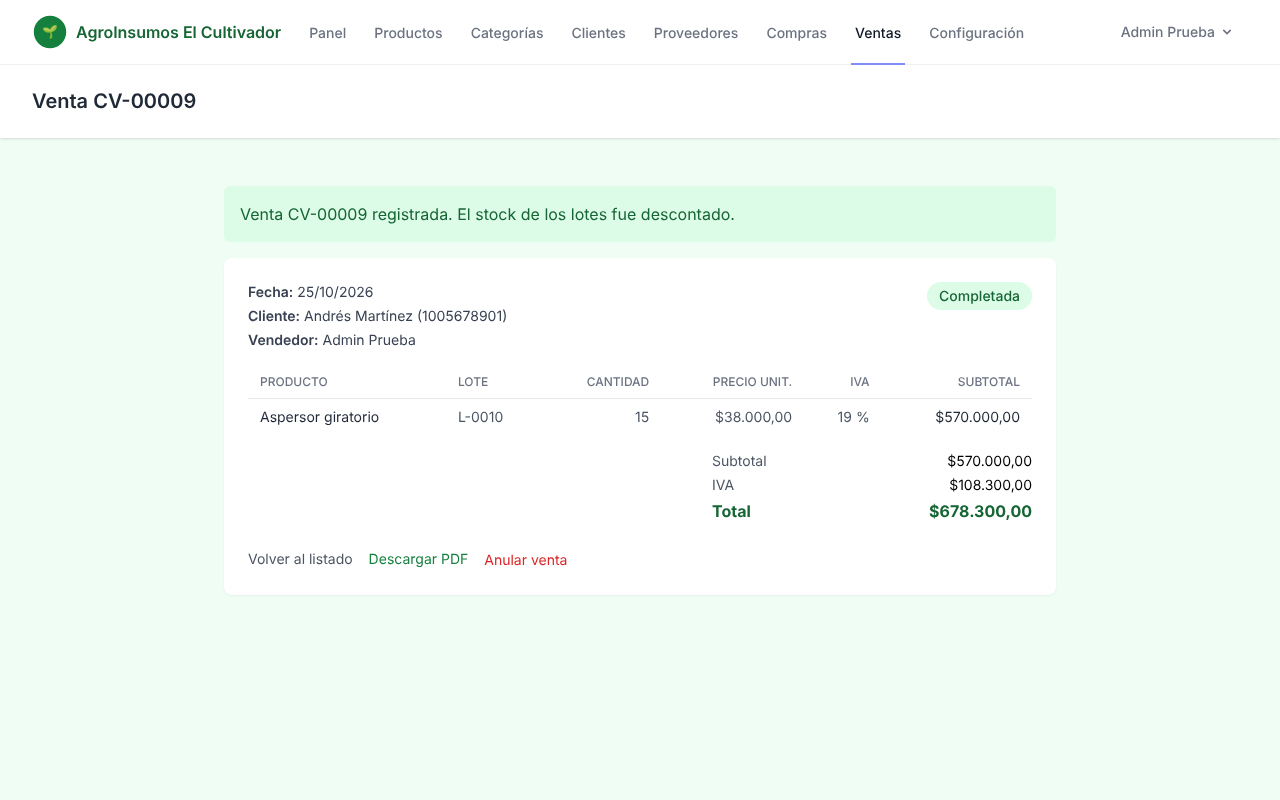 AgroInsumos El Cultivador Panel Productos Categorías Clientes Proveedores Compras Ventas Configuración Admin Prueba
Venta CV-00009
Venta CV-00009 registrada. El stock de los lotes fue descontado.
Fecha: 25/10/2026
Completada
Cliente: Andrés Martínez (1005678901)
Vendedor: Admin Prueba
PRODUCTO LOTE CANTIDAD PRECIO UNIT. IVA SUBTOTAL
Aspersor giratorio L-0010 15 $38.000,00 19 % $570.000,00
Subtotal $570.000,00
IVA $108.300,00
Total $678.300,00
Volver al listado Descargar PDF Anular venta